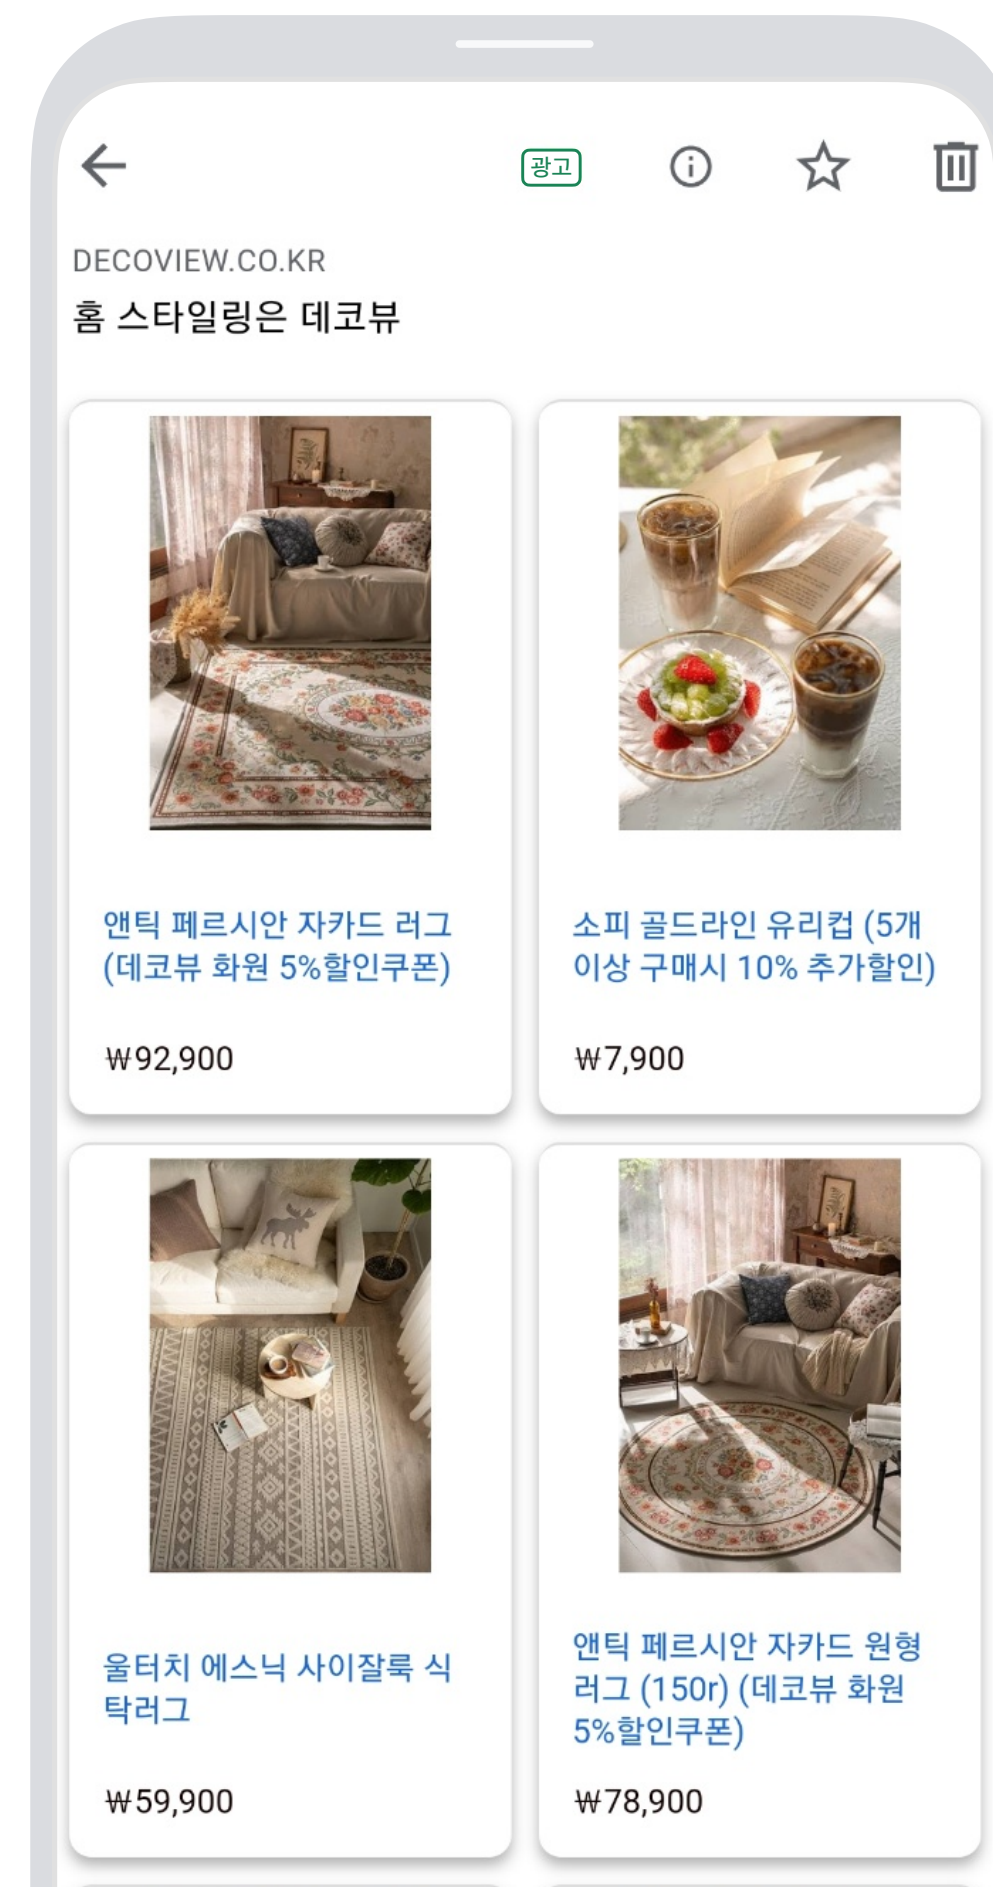 광고
DECOVIEW.CO.KR
홈 스타일링은 데코뷰
앤틱 페르시안 자카드 러그
(데코뷰 화원 5%할인쿠폰)
₩92,900
소피 골드라인 유리컵 (5개
이상 구매시 10% 추가할인)
₩7,900
울터치 에스닉 사이잘룩 식
탁러그
₩59,900
앤틱 페르시안 자카드 원형
러그 (150r) (데코뷰 화원
5%할인쿠폰)
₩78,900